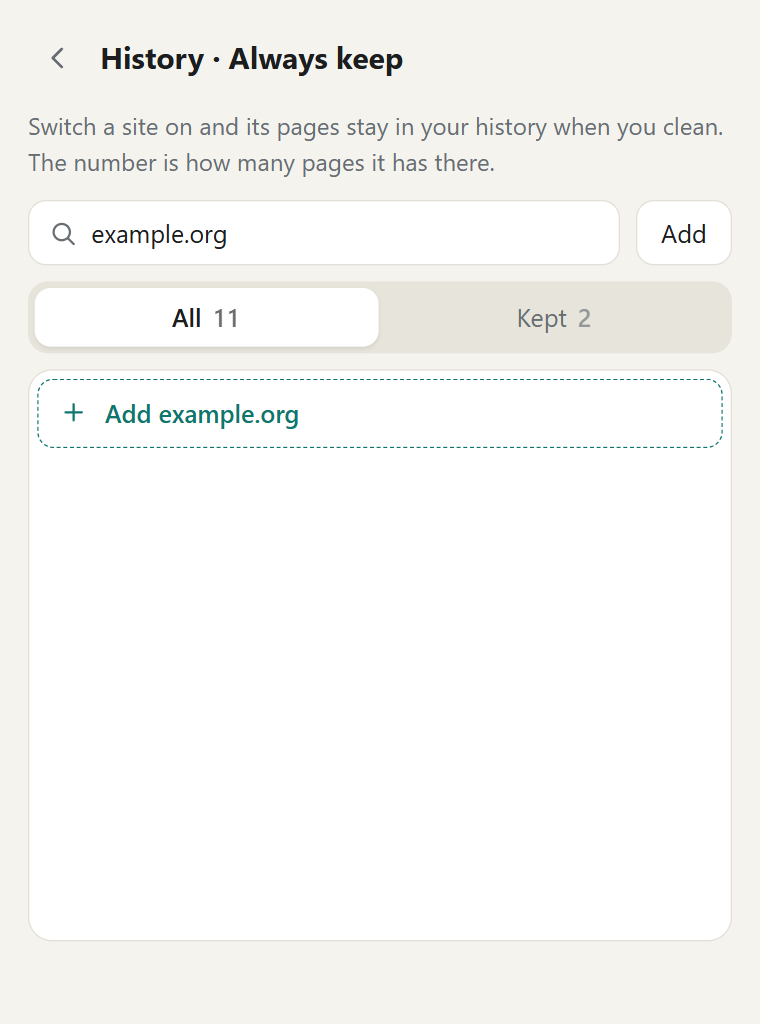 History · Always keep
Switch a site on and its pages stay in your history when you clean.
The number is how many pages it has there.
example.org
Add
All 11
Kept 2
Add example.org